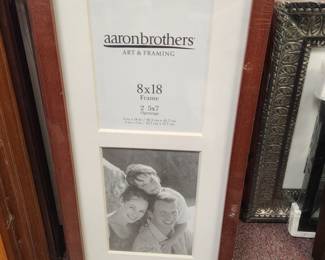 aaronbrothers
ART & FRAMING
8x18
Frame
2 5x7
Openings